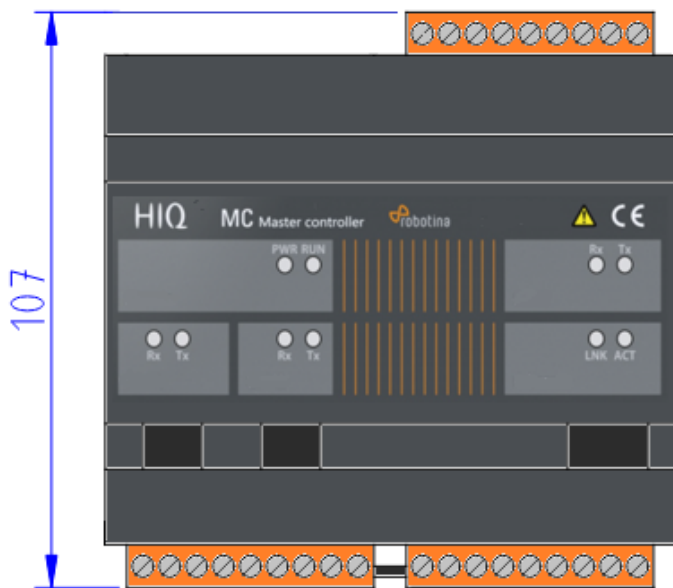 HIQ MC Master controller robotina CE
PWR RUN
Rx Tx
107
Rx Tx
Rx Tx
LNK ACT